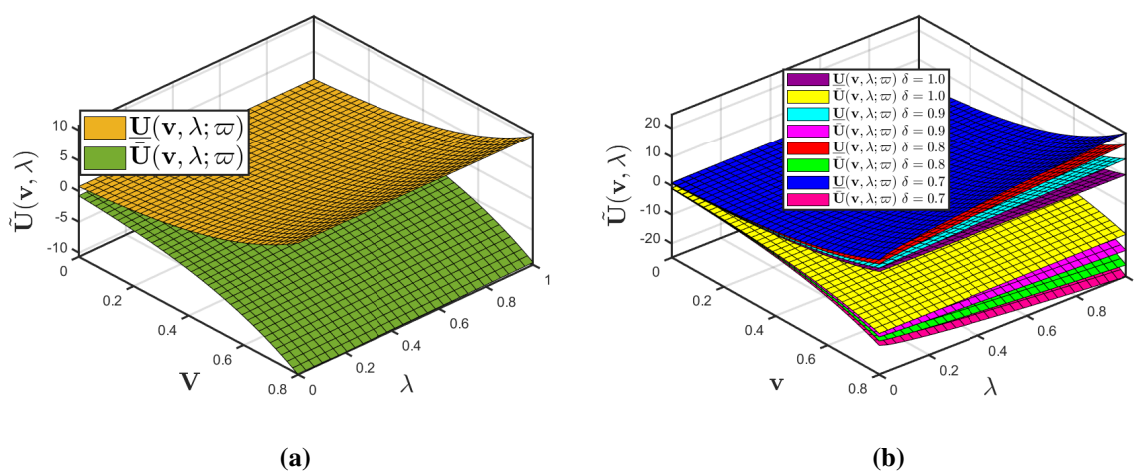 U(v, λ; ϖ)
Ū(v, λ; ϖ)
Ũ(v, λ)
10
5
0
-5
-10
0
0.2
0.4
0.6
0.8
V
0
0.2
0.4
0.6
0.8
1
λ
(a)
U(v, λ; ϖ) δ = 1.0
Ū(v, λ; ϖ) δ = 1.0
U(v, λ; ϖ) δ = 0.9
Ū(v, λ; ϖ) δ = 0.9
U(v, λ; ϖ) δ = 0.8
Ū(v, λ; ϖ) δ = 0.8
U(v, λ; ϖ) δ = 0.7
Ū(v, λ; ϖ) δ = 0.7
Ũ(v, λ)
20
10
0
-10
-20
0
0.2
0.4
0.6
0.8
v
0
0.2
0.4
0.6
0.8
λ
(b)